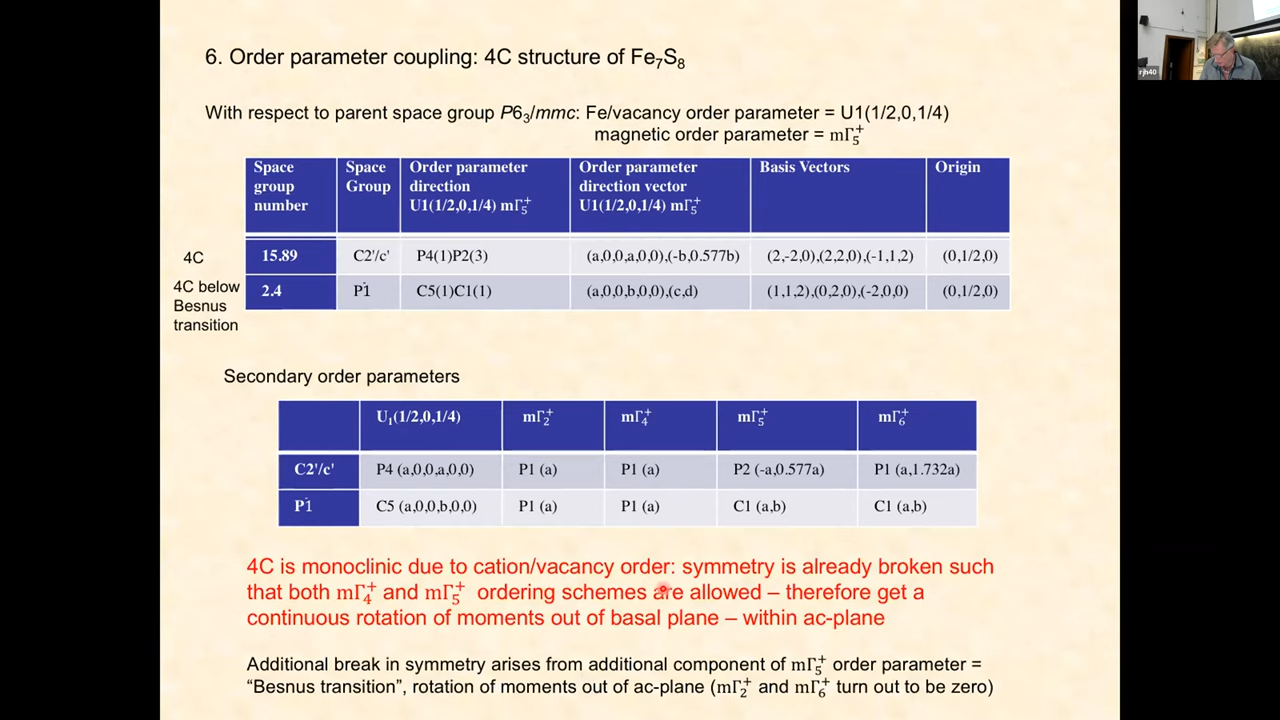 6. Order parameter coupling: 4C structure of Fe₇S₈
With respect to parent space group P6₃/mmc: Fe/vacancy order parameter = U1(1/2,0,1/4)
magnetic order parameter = mΓ₅⁺
Space group number | Space Group | Order parameter direction U1(1/2,0,1/4) mΓ₅⁺ | Order parameter direction vector U1(1/2,0,1/4) mΓ₅⁺ | Basis Vectors | Origin
4C | 15.89 | C2'/c' | P4(1)P2(3) | (a,0,0,a,0,0),(-b,0.577b) | (2,-2,0),(2,2,0),(-1,1,2) | (0,1/2,0)
4C below Besnus transition | 2.4 | P1̄ | C5(1)C1(1) | (a,0,0,b,0,0),(c,d) | (1,1,2),(0,2,0),(-2,0,0) | (0,1/2,0)
Secondary order parameters
U₁(1/2,0,1/4) | mΓ₂⁺ | mΓ₄⁺ | mΓ₅⁺ | mΓ₆⁺
C2'/c' | P4 (a,0,0,a,0,0) | P1 (a) | P1 (a) | P2 (-a,0.577a) | P1 (a,1.732a)
P1̄ | C5 (a,0,0,b,0,0) | P1 (a) | P1 (a) | C1 (a,b) | C1 (a,b)
4C is monoclinic due to cation/vacancy order: symmetry is already broken such
that both mΓ₄⁺ and mΓ₅⁺ ordering schemes are allowed – therefore get a
continuous rotation of moments out of basal plane – within ac-plane
Additional break in symmetry arises from additional component of mΓ₅⁺ order parameter =
“Besnus transition”, rotation of moments out of ac-plane (mΓ₂⁺ and mΓ₆⁺ turn out to be zero)
rjh40